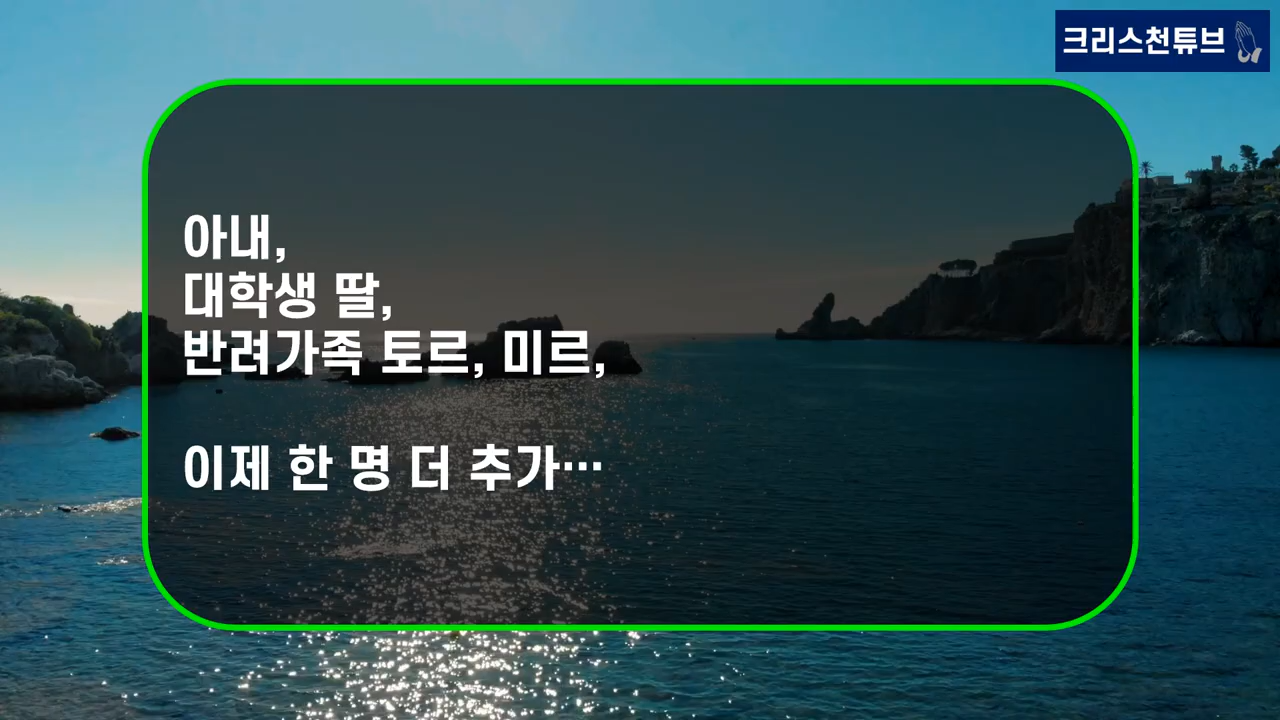 크리스천튜브
아내,
대학생 딸,
반려가족 토르, 미르,
이제 한 명 더 추가…